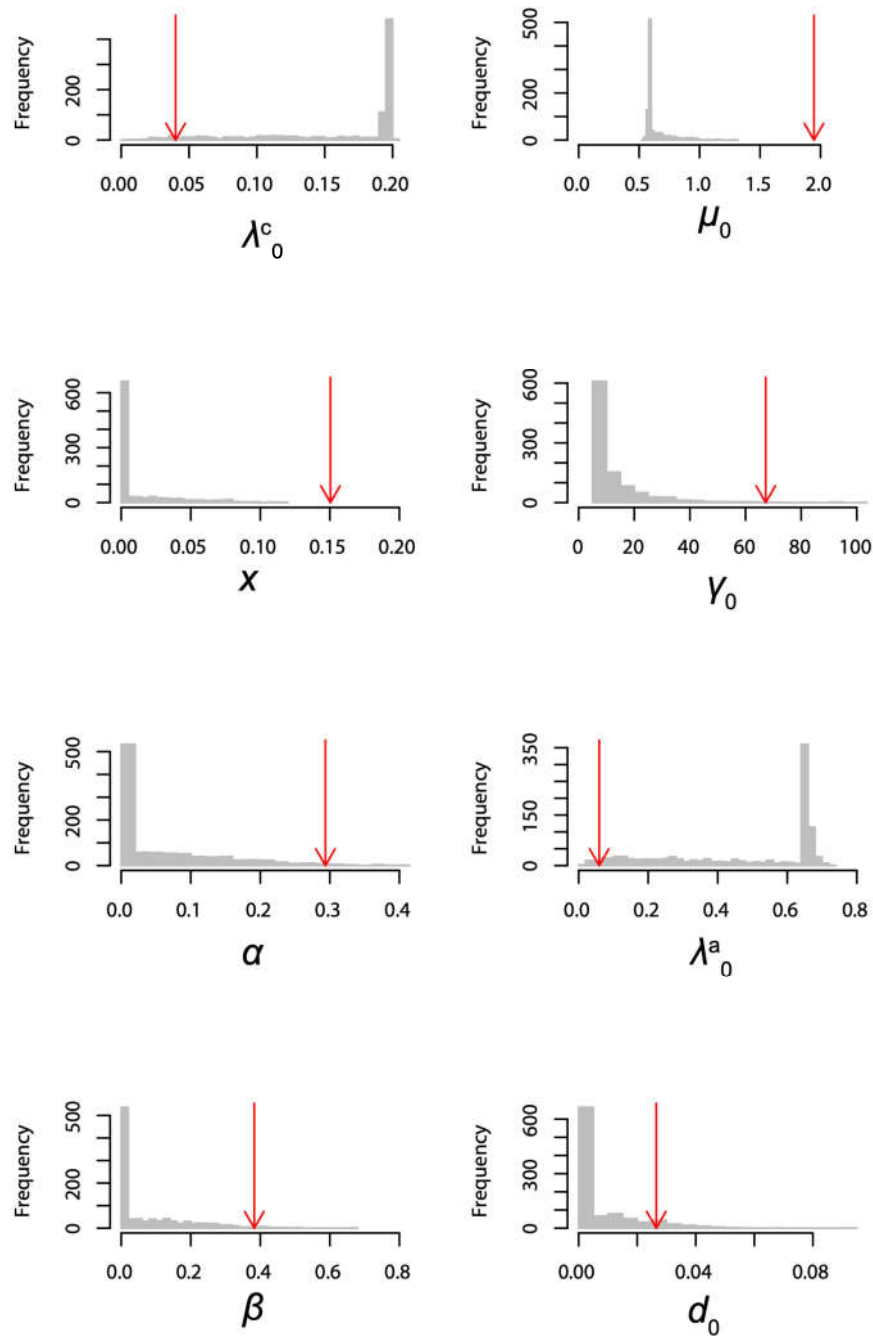 Frequency
200
0
0.00 0.05 0.10 0.15 0.20
λᶜ₀
Frequency
500
200
0
0.0 0.5 1.0 1.5 2.0
μ₀
Frequency
600
300
0
0.00 0.05 0.10 0.15 0.20
x
Frequency
600
300
0
0 20 40 60 80 100
γ₀
Frequency
500
200
0
0.0 0.1 0.2 0.3 0.4
α
Frequency
350
150
0
0.0 0.2 0.4 0.6 0.8
λᵃ₀
Frequency
500
200
0
0.0 0.2 0.4 0.6 0.8
β
Frequency
600
300
0
0.00 0.04 0.08
d₀